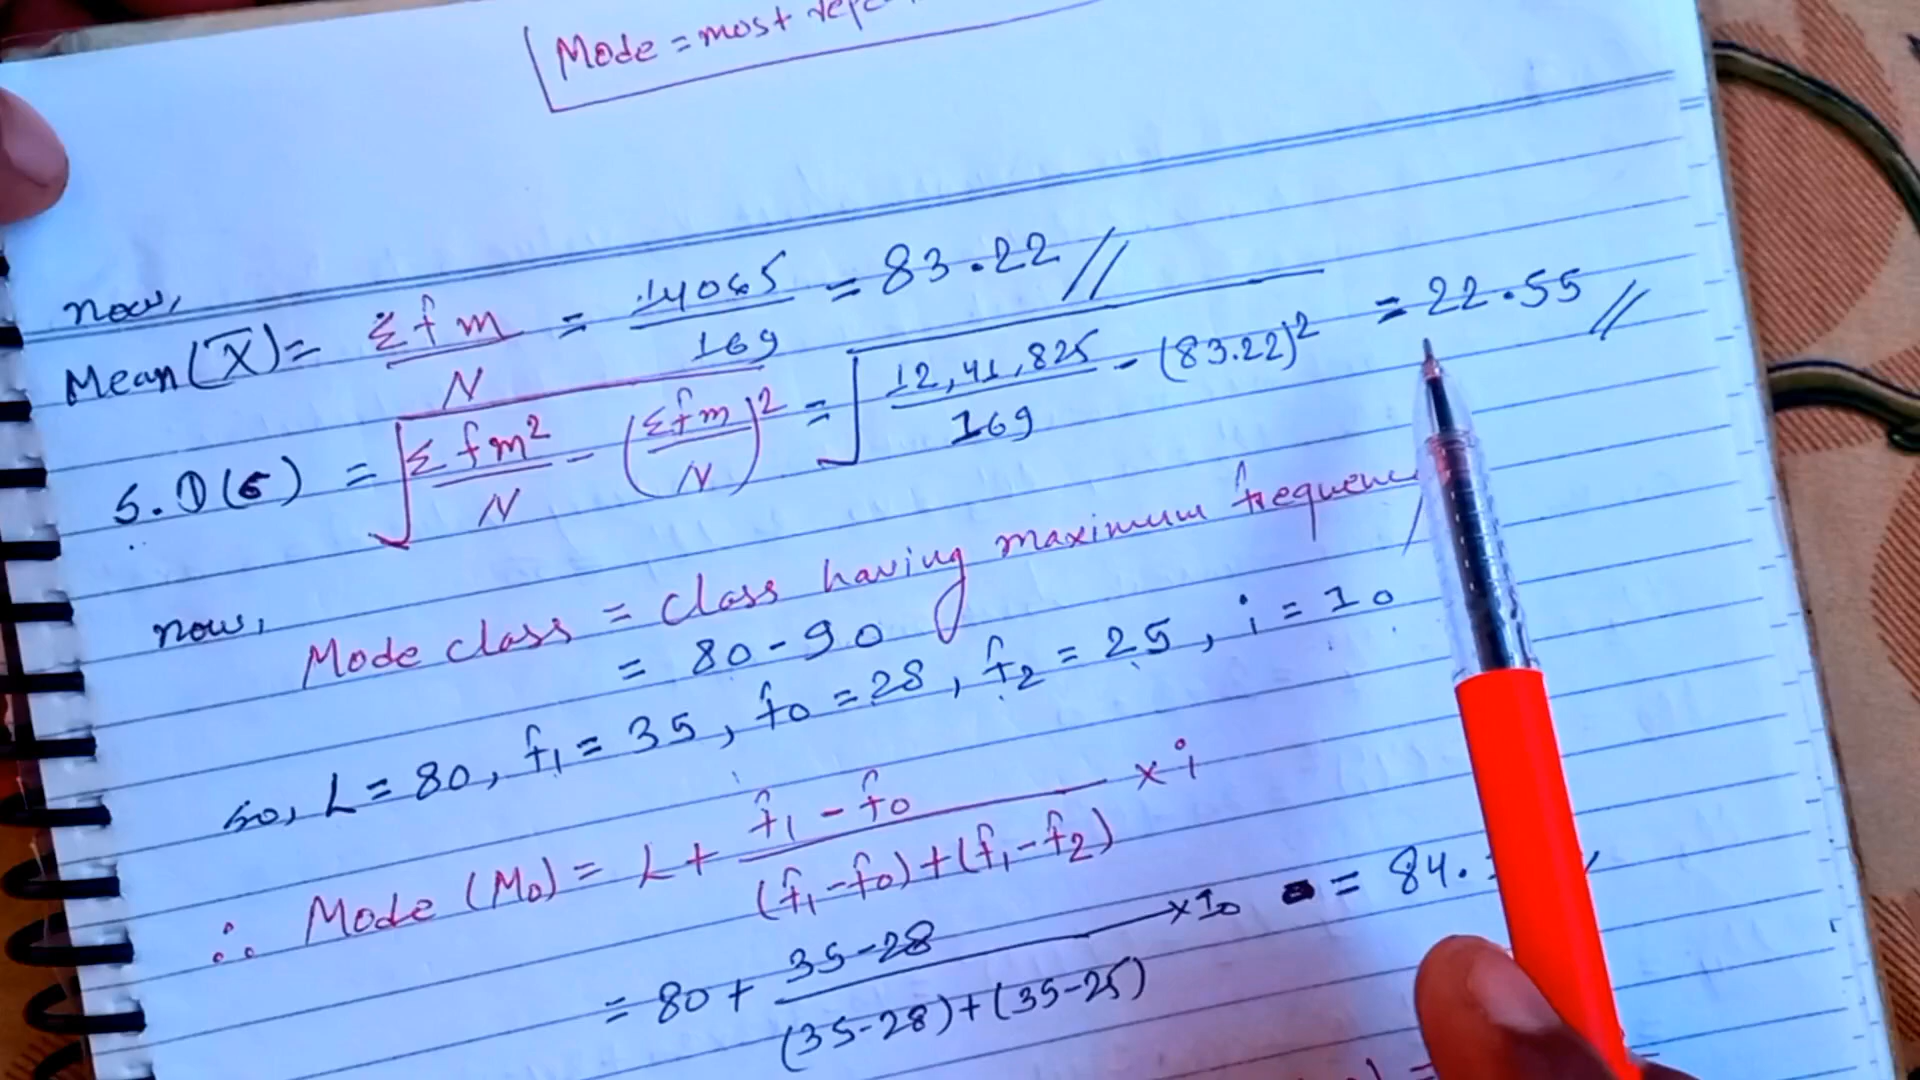 Mode = most
now,
Mean (X̄) = Σfm / N = 14065 / 169 = 83.22 //
S.D(σ) = √( Σfm² / N - (Σfm / N)² ) = √( 12,41,825 / 169 - (83.22)² ) = 22.55 //
now,
Mode class = class having maximum
= 80-90
so, L = 80, f₁ = 35, f₀ = 28, f₂ = 25, i = 10
∴ Mode (M₀) = L + (f₁ - f₀) / ((f₁ - f₀) + (f₁ - f₂)) × i
= 80 + (35-28) / ((35-28) + (35-25)) × 10 = 84.